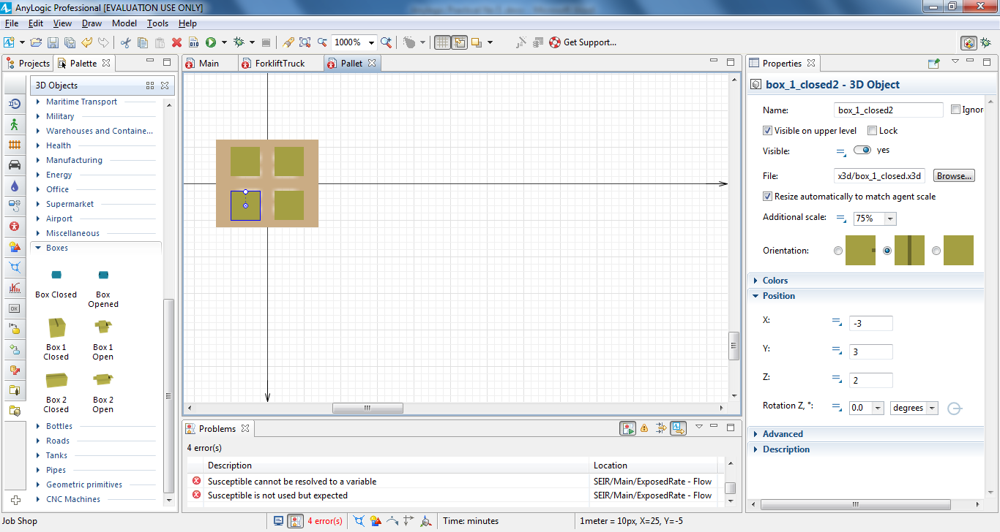 AnyLogic Professional [EVALUATION USE ONLY]
File Edit View Draw Model Tools Help
1000% Get Support...
Projects Palette
Main ForkliftTruck Pallet
Properties
3D Objects
Maritime Transport
Military
Warehouses and Containe...
Health
Manufacturing
Energy
Office
Supermarket
Airport
Miscellaneous
Boxes
Box Closed
Box Opened
Box 1 Closed
Box 1 Open
Box 2 Closed
Box 2 Open
Bottles
Roads
Tanks
Pipes
Geometric primitives
CNC Machines
box_1_closed2 - 3D Object
Name: box_1_closed2 Ignor
Visible on upper level Lock
Visible: yes
File: x3d/box_1_closed.x3d Browse...
Resize automatically to match agent scale
Additional scale: 75%
Orientation:
Colors
Position
X: -3
Y: 3
Z: 2
Rotation Z, °: 0.0 degrees
Advanced
Description
Problems
4 error(s)
Description Location
Susceptible cannot be resolved to a variable SEIR/Main/ExposedRate - Flow
Susceptible is not used but expected SEIR/Main/ExposedRate - Flow
Job Shop 4 error(s) Time: minutes 1meter = 10px, X=25, Y=-5